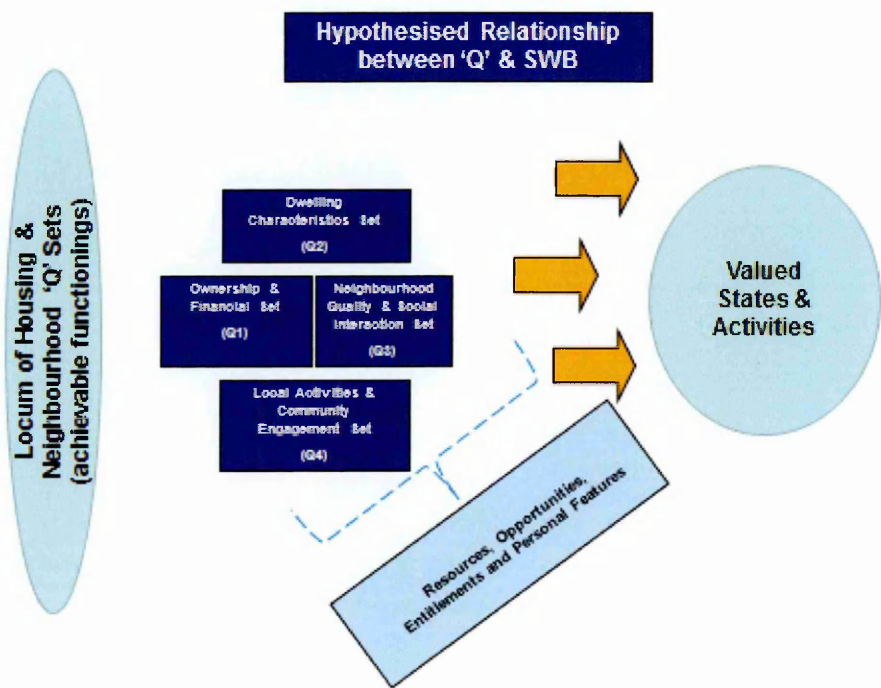 Hypothesised Relationship
between ‘Q’ & SWB
Locum of Housing &
Neighbourhood ‘Q’ Sets
(achievable functionings)
Dwelling
Characteristics Set
(Q2)
Ownership &
Financial Set
(Q1)
Neighbourhood
Quality & Social
Interaction Set
(Q3)
Local Activities &
Community
Engagement Set
(Q4)
Valued
States &
Activities
Resources, Opportunities,
Entitlements and Personal Features